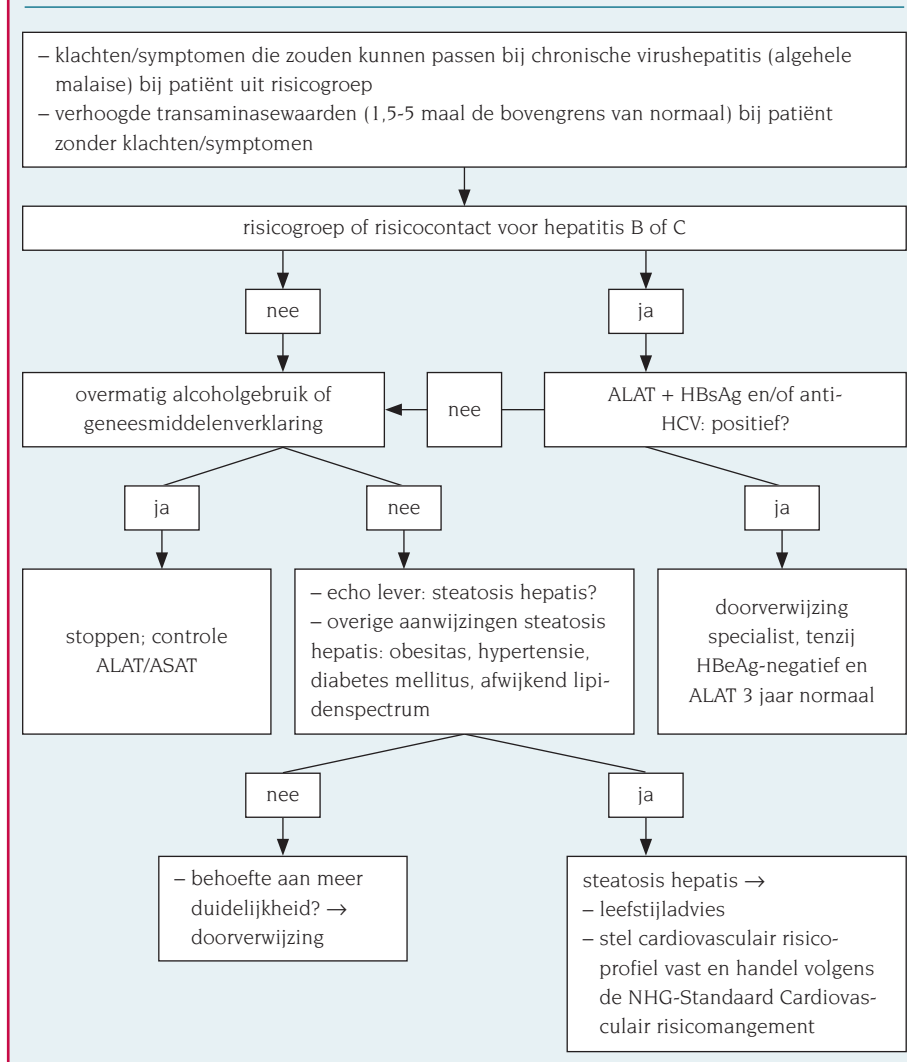 – klachten/symptomen die zouden kunnen passen bij chronische virushepatitis (algehele
malaise) bij patiënt uit risicogroep
– verhoogde transaminasewaarden (1,5-5 maal de bovengrens van normaal) bij patiënt
zonder klachten/symptomen
risicogroep of risicocontact voor hepatitis B of C
nee
ja
overmatig alcoholgebruik of
geneesmiddelenverklaring
nee
ALAT + HBsAg en/of anti-
HCV: positief?
ja
nee
ja
stoppen; controle
ALAT/ASAT
– echo lever: steatosis hepatis?
– overige aanwijzingen steatosis
hepatis: obesitas, hypertensie,
diabetes mellitus, afwijkend lipi-
denspectrum
doorverwijzing
specialist, tenzij
HBeAg-negatief en
ALAT 3 jaar normaal
nee
ja
– behoefte aan meer
duidelijkheid? →
doorverwijzing
steatosis hepatis →
– leefstijladvies
– stel cardiovasculair risico-
profiel vast en handel volgens
de NHG-Standaard Cardiovas-
culair risicomangement